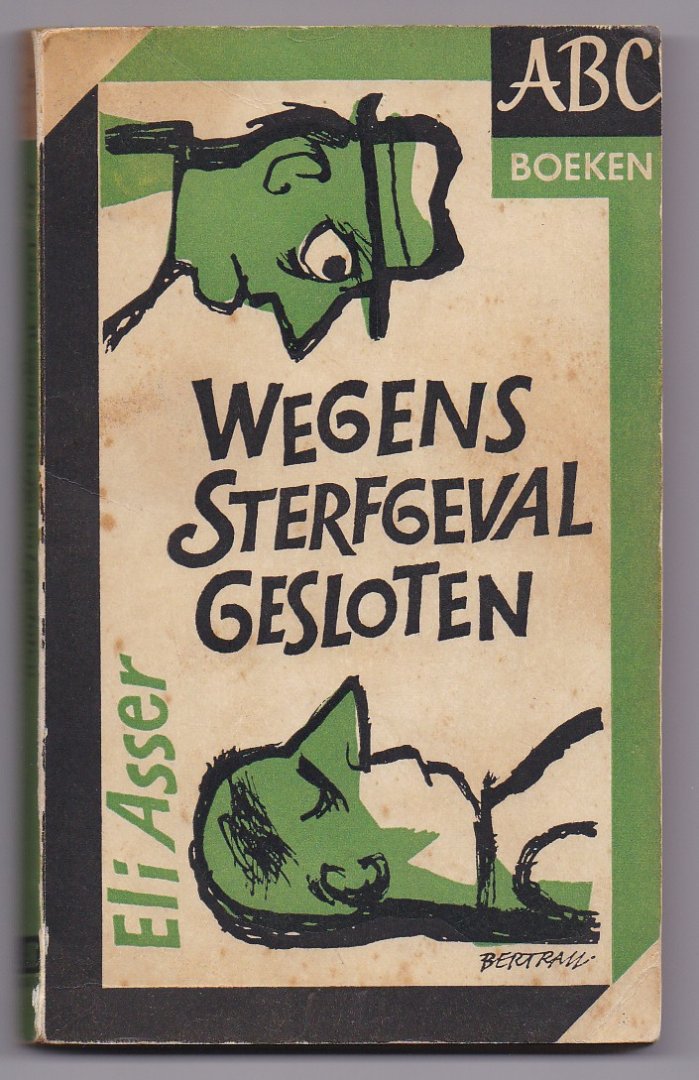 ABC
BOEKEN
WEGENS
STERFGEVAL
GESLOTEN
Eli Asser
BERTRAM.